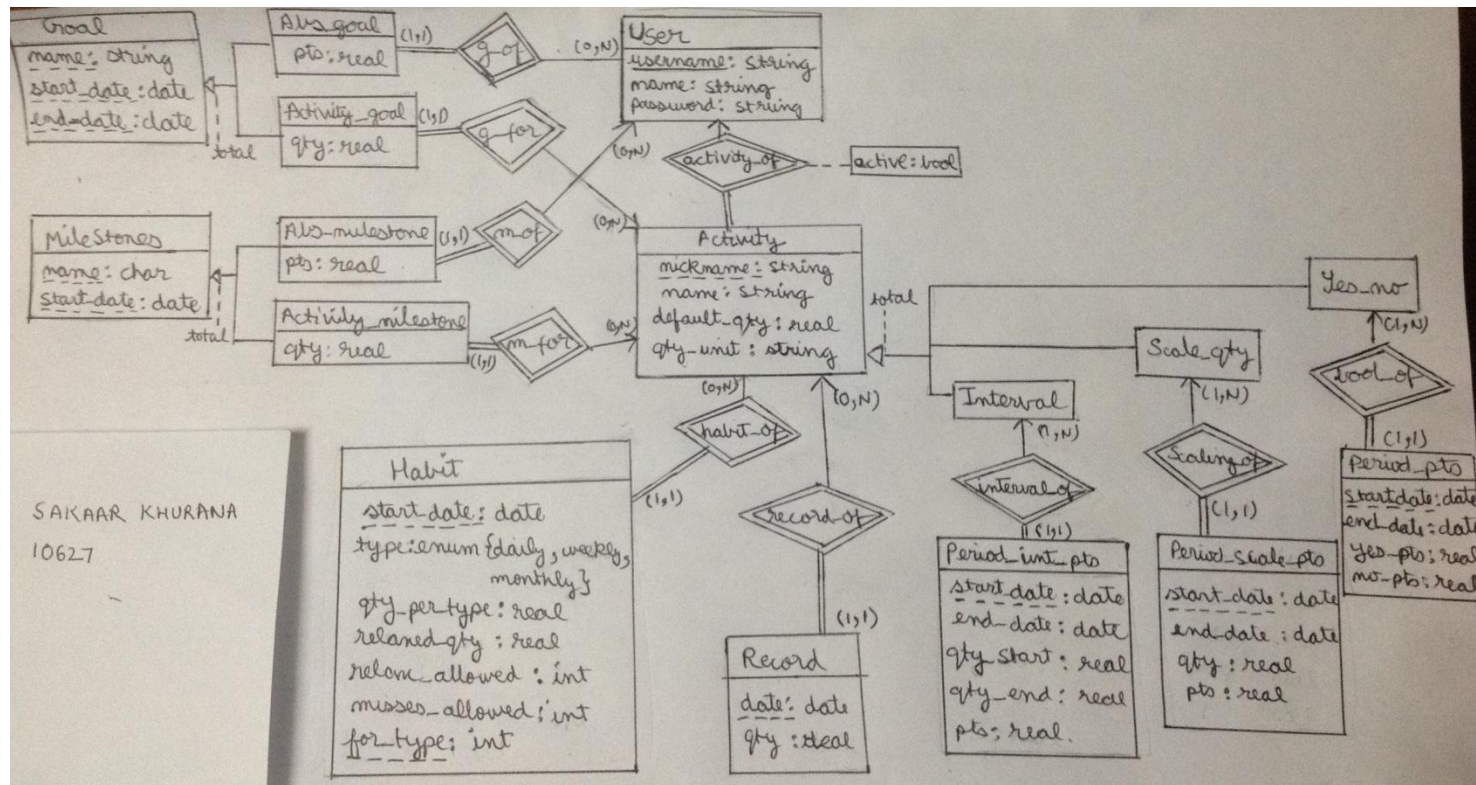 Goal
name: string
start_date: date
end_date: date
total
Abs_goal
pts: real
(1,1)
g-of
(0,N)
User
username: string
name: string
password: string
Activity_goal
qty: real
(1,1)
g_for
(0,N)
activity_of
active: bool
MileStones
name: char
start_date: date
total
Abs_milestone
pts: real
(1,1)
m_of
(0,N)
Activity_milestone
qty: real
(1,1)
m_for
(0,N)
Activity
nickname: string
name: string
default_qty: real
qty_unit: string
total
Yes_no
(1,N)
Scale_qty
(1,N)
Interval
(1,N)
bool_of
(1,1)
(0,N)
habit_of
(1,1)
(0,N)
record_of
(1,1)
interval_of
(1,1)
Scaling_of
(1,1)
Period_pts
startdate: date
end_date: date
yes_pts: real
no_pts: real
Habit
start_date: date
type: enum {daily, weekly,
monthly}
qty_per_type: real
relaxed_qty : real
relax_allowed : int
misses_allowed : int
for_type: int
Record
date: date
qty : real
Period_int_pts
start_date : date
end_date : date
qty_start : real
qty_end : real
pts: real.
Period_scale_pts
start_date : date
end_date : date
qty : real
pts : real
SAKAAR KHURANA
10627